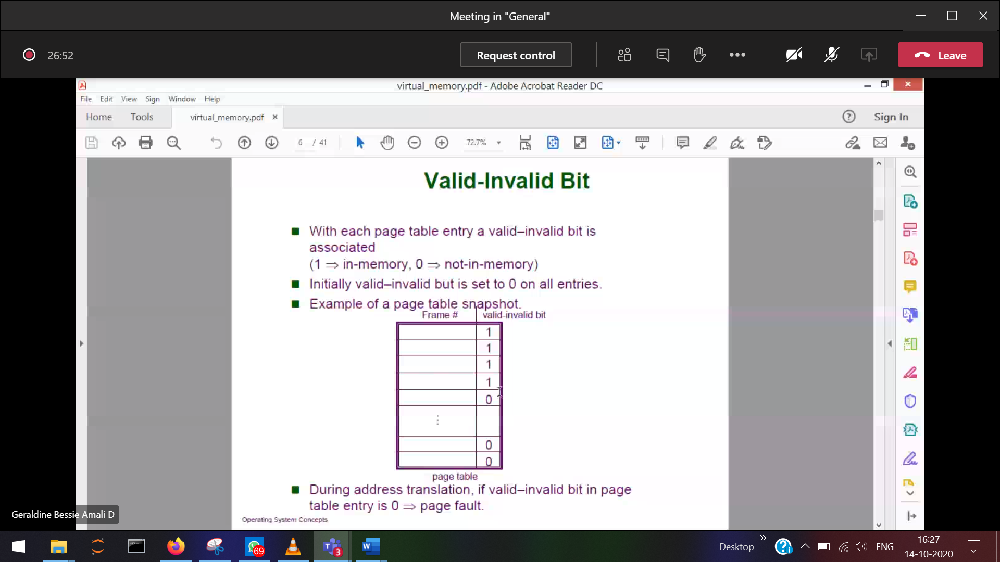 Meeting in "General"
26:52
Request control
Leave
virtual_memory.pdf - Adobe Acrobat Reader DC
File Edit View Sign Window Help
Home Tools virtual_memory.pdf × Sign In
6 / 41 72.7%
Valid-Invalid Bit
With each page table entry a valid–invalid bit is
associated
(1 ⇒ in-memory, 0 ⇒ not-in-memory)
Initially valid–invalid but is set to 0 on all entries.
Example of a page table snapshot.
Frame # valid-invalid bit
1
1
1
1
0
⋮
0
0
page table
During address translation, if valid–invalid bit in page
table entry is 0 ⇒ page fault.
Geraldine Bessie Amali D
Operating System Concepts
69
3
Desktop
ENG
16:27
14-10-2020